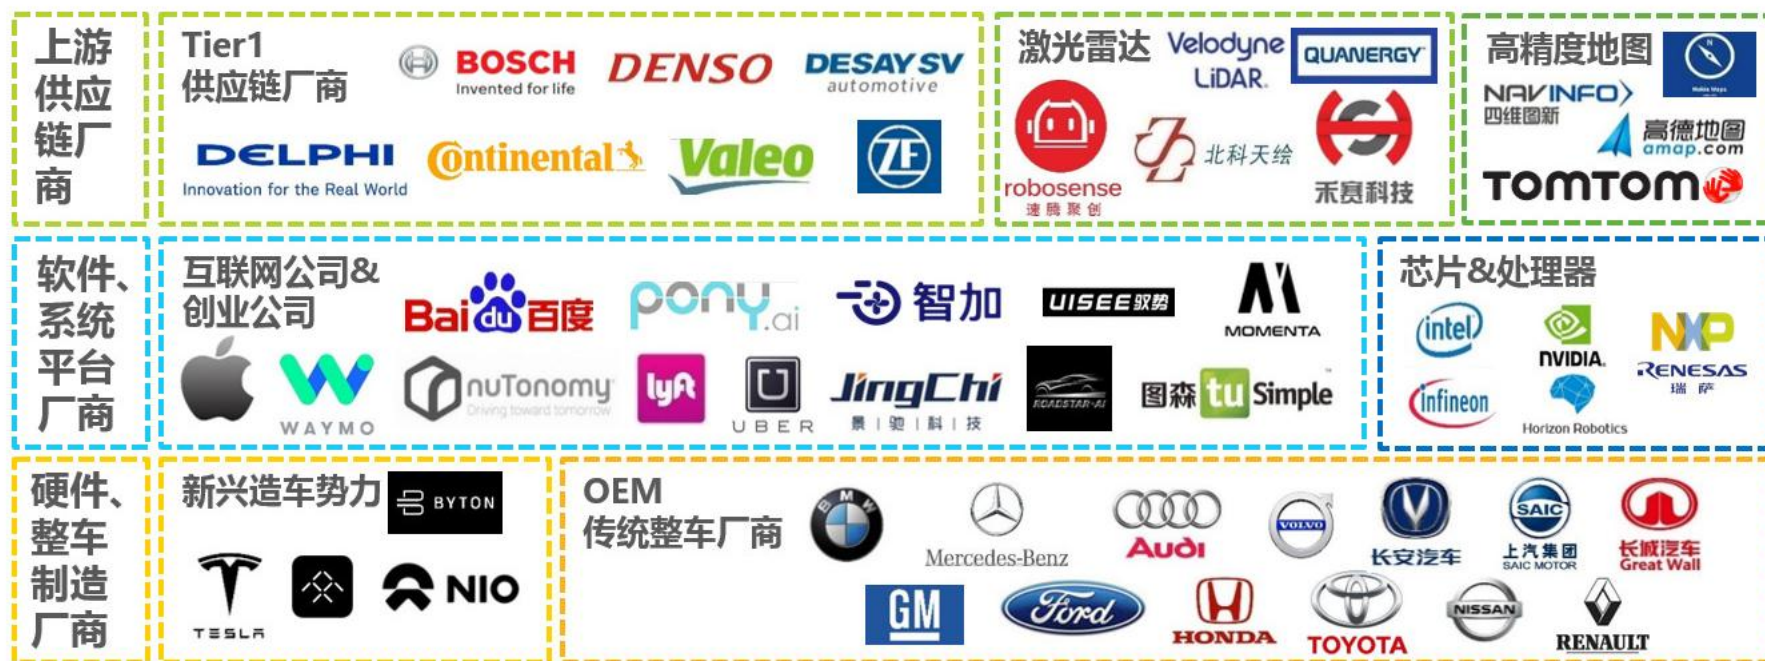 上游
供应
链厂
商
Tier1
供应链厂商
BOSCH
Invented for life
DENSO
DESAY SV
automotive
DELPHI
Innovation for the Real World
Continental
Valeo
ZF
激光雷达
Velodyne
LiDAR
QUANERGY
robosense
速腾聚创
北科天绘
禾赛科技
高精度地图
N
Nokia Maps
NAVINFO
四维图新
高德地图
amap.com
TOMTOM
软件、
系统
平台
厂商
互联网公司&
创业公司
Bai du 百度
pony.ai
智加
UISEE驭势
MOMENTA
WAYMO
nuTonomy
Driving toward tomorrow
lyft
U
UBER
JingChi
景|驰|科|技
ROADSTAR.AI
图森 tu Simple
芯片&处理器
intel
NVIDIA.
NXP
RENESAS
瑞萨
infineon
Horizon Robotics
硬件、
整车
制造
厂商
新兴造车势力
BYTON
TESLA
NIO
OEM
传统整车厂商
BMW
Mercedes-Benz
Audi
VOLVO
长安汽车
SAIC
上汽集团
SAIC MOTOR
长城汽车
Great Wall
GM
Ford
HONDA
TOYOTA
NISSAN
RENAULT